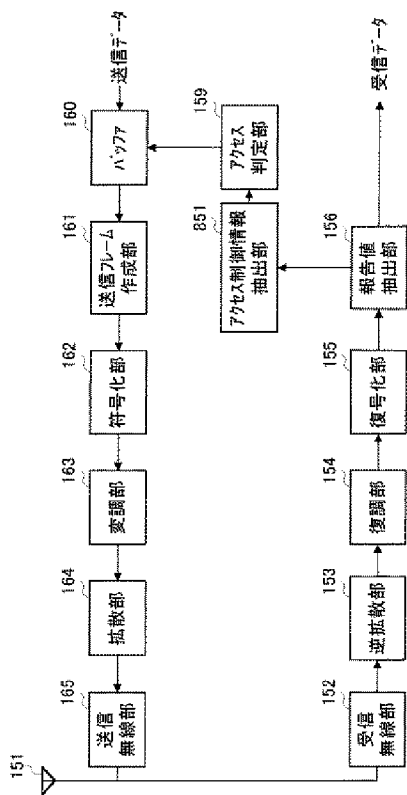 151
165
送信
無線部
164
拡散部
163
変調部
162
符号化部
161
送信フレーム
作成部
160
バッファ
送信データ
851
アクセス制御情報
抽出部
159
アクセス
判定部
152
受信
無線部
153
逆拡散部
154
復調部
155
復号化部
156
報告値
抽出部
受信データ